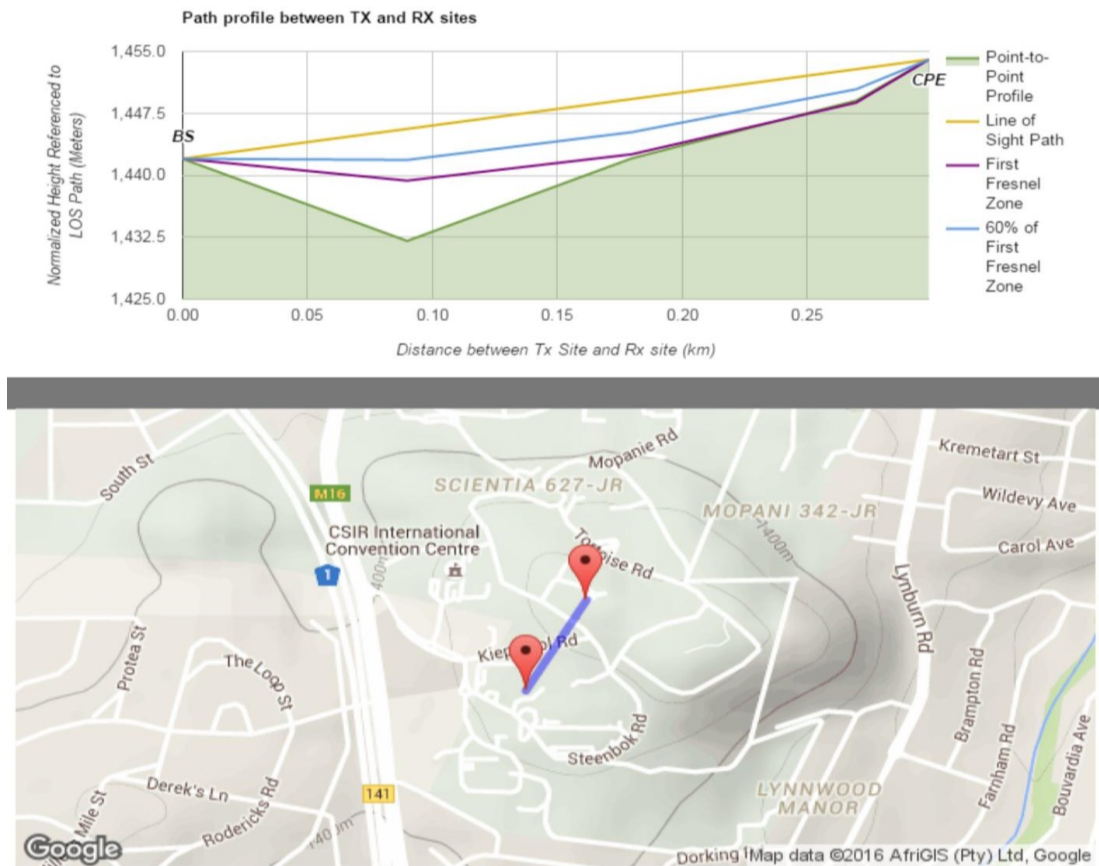 Path profile between TX and RX sites
Normalized Height Referenced to
LOS Path (Meters)
1,455.0
1,447.5
1,440.0
1,432.5
1,425.0
BS
CPE
0.00
0.05
0.10
0.15
0.20
0.25
Distance between Tx Site and Rx site (km)
Point-to-
Point
Profile
Line of
Sight Path
First
Fresnel
Zone
60% of
First
Fresnel
Zone
South St
M16
Mopanie Rd
SCIENTIA 627-JR
MOPANI 342-JR
Kremetart St
Wildevy Ave
Carol Ave
CSIR International
Convention Centre
1
1400m
Lynburn Rd
Protea St
The Loop St
Steenbok Rd
Brampton Rd
Farnham Rd
Bouvardia Ave
Derek's Ln
Rodericks Rd
Mile St
141
LYNNWOOD
MANOR
Google
Dorking
Map data ©2016 AfriGIS (Pty) Ltd, Google